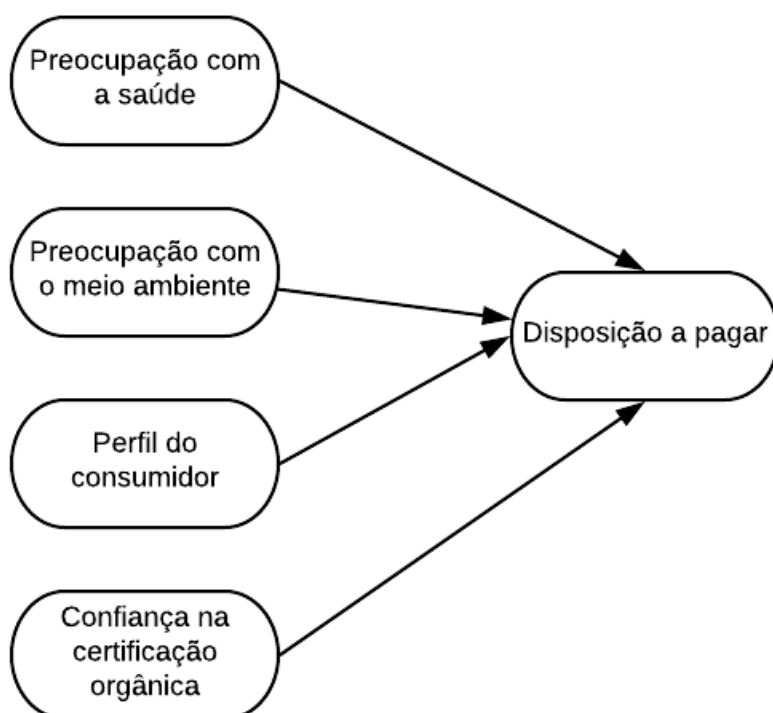 Preocupação com
a saúde
Preocupação com
o meio ambiente
Disposição a pagar
Perfil do
consumidor
Confiança na
certificação
orgânica